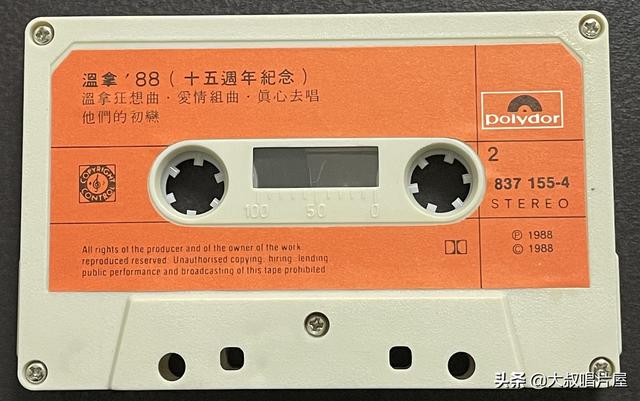 溫拿 '88 (十五週年紀念)
溫拿狂想曲·愛情組曲·眞心去唱
他們的初戀
polydor
2
837 155-4
STEREO
COPYRIGHT CONTROL
100 50 0
℗ 1988
© 1988
All rights of the producer and of the owner of the work
reproduced reserved. Unauthorised copying. hiring. lending
public performance and broadcasting of this tape prohibited
头条 @大叔唱片屋